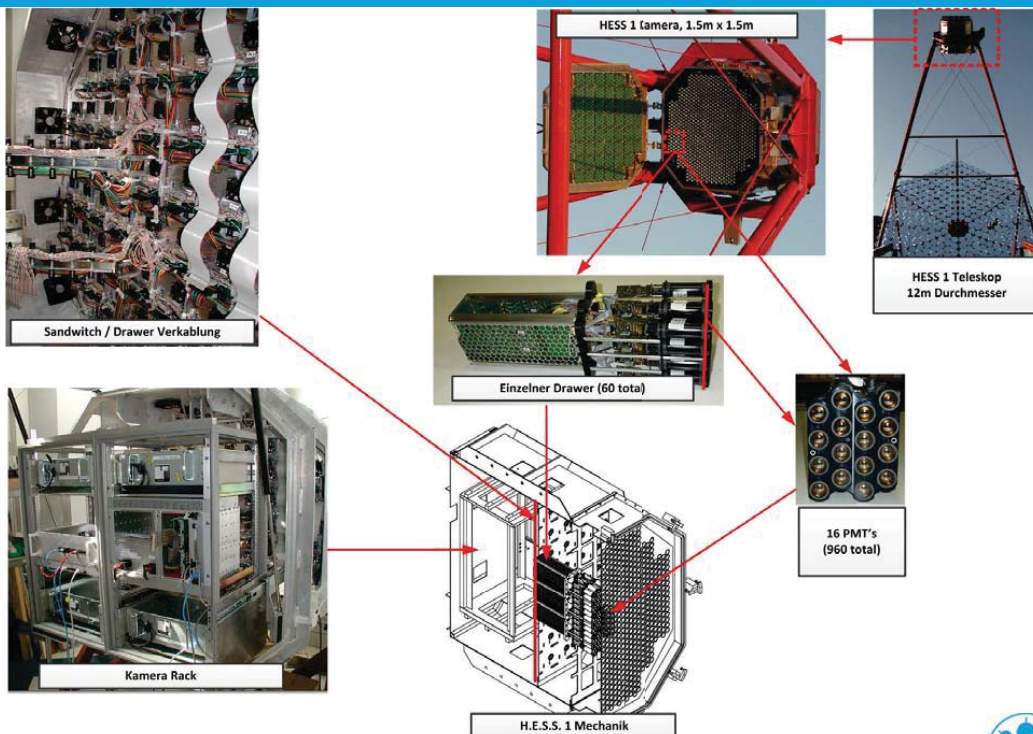 HESS 1 Camera, 1.5m x 1.5m
HESS 1 Teleskop
12m Durchmesser
Sandwitch / Drawer Verkablung
Einzelner Drawer (60 total)
16 PMT's
(960 total)
Kamera Rack
H.E.S.S. 1 Mechanik